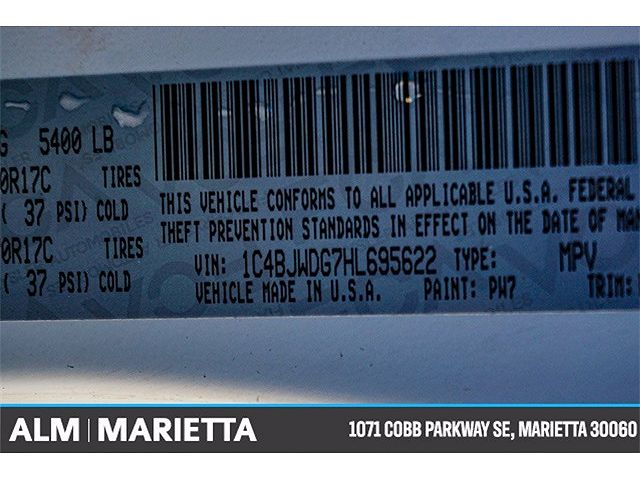 G 5400 LB
0R17C TIRES
( 37 PSI) COLD
0R17C TIRES
( 37 PSI) COLD
THIS VEHICLE CONFORMS TO ALL APPLICABLE U.S.A. FEDERAL
THEFT PREVENTION STANDARDS IN EFFECT ON THE DATE OF MA
VIN: 1C4BJWDG7HL695622 TYPE: MPV
VEHICLE MADE IN U.S.A. PAINT: PW7 TRIM:
ALM | MARIETTA
1071 COBB PARKWAY SE, MARIETTA 30060